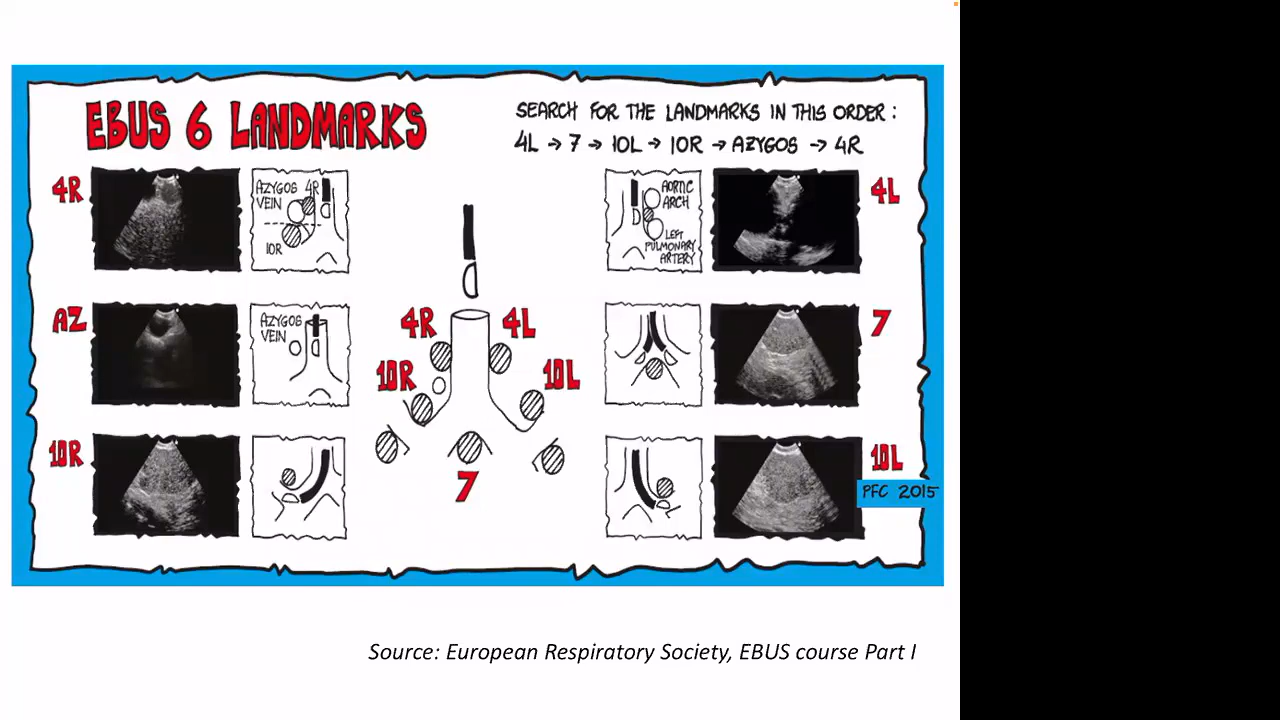 EBUS 6 LANDMARKS
SEARCH FOR THE LANDMARKS IN THIS ORDER :
4L → 7 → 10L → 10R → AZYGOS → 4R
4R
AZYGOS 4R
VEIN
10R
AORTIC
ARCH
LEFT
PULMONARY
ARTERY
4L
AZ
AZYGOS
VEIN
4R
4L
10R
10L
7
7
10R
10L
PFC 2015
Source: European Respiratory Society, EBUS course Part I